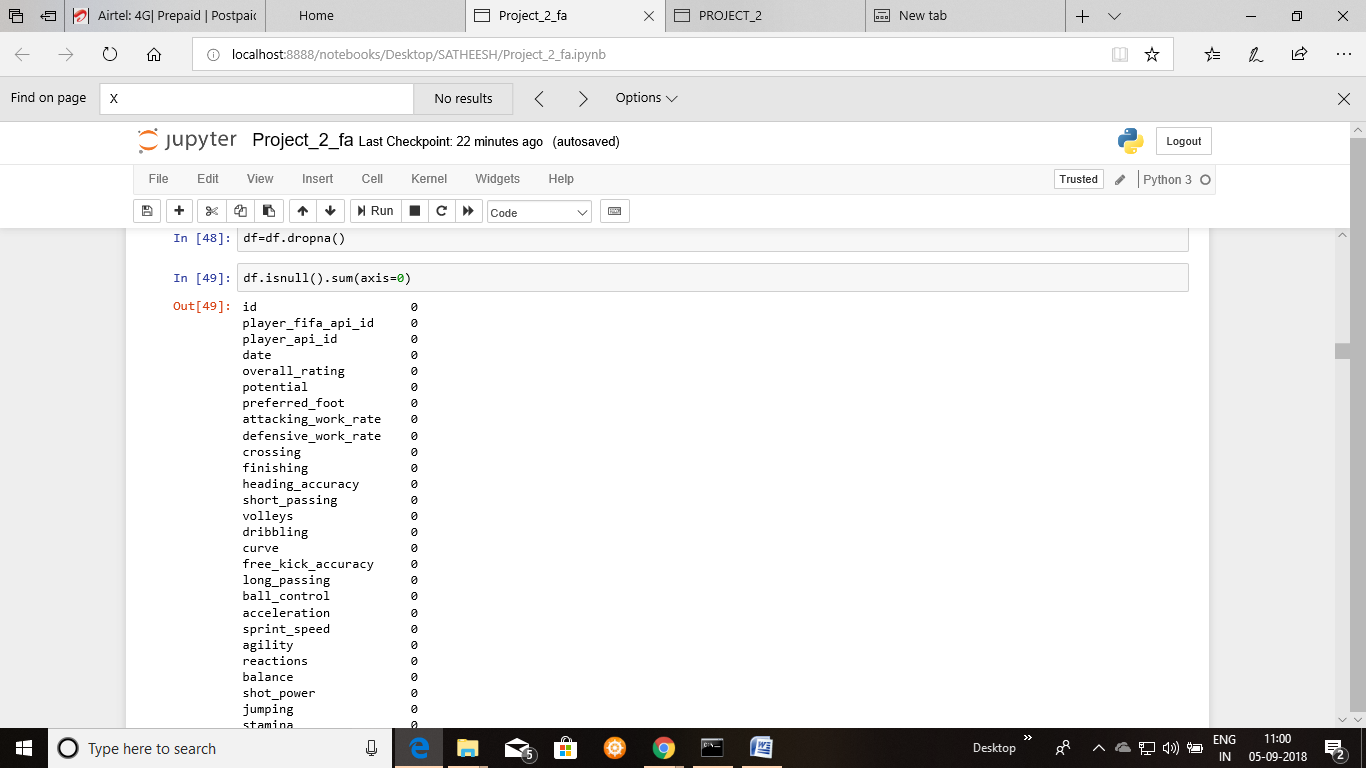 Airtel: 4G| Prepaid | Postpaid
Home
Project_2_fa
PROJECT_2
New tab
localhost:8888/notebooks/Desktop/SATHEESH/Project_2_fa.ipynb
Find on page
X
No results
Options
jupyter
Project_2_fa Last Checkpoint: 22 minutes ago (autosaved)
Logout
File Edit View Insert Cell Kernel Widgets Help
Trusted
Python 3
Run
Code
In [48]: df=df.dropna()
In [49]: df.isnull().sum(axis=0)
Out[49]: id 0
player_fifa_api_id 0
player_api_id 0
date 0
overall_rating 0
potential 0
preferred_foot 0
attacking_work_rate 0
defensive_work_rate 0
crossing 0
finishing 0
heading_accuracy 0
short_passing 0
volleys 0
dribbling 0
curve 0
free_kick_accuracy 0
long_passing 0
ball_control 0
acceleration 0
sprint_speed 0
agility 0
reactions 0
balance 0
shot_power 0
jumping 0
stamina 0
Type here to search
5
Desktop
ENG
IN
11:00
05-09-2018
2